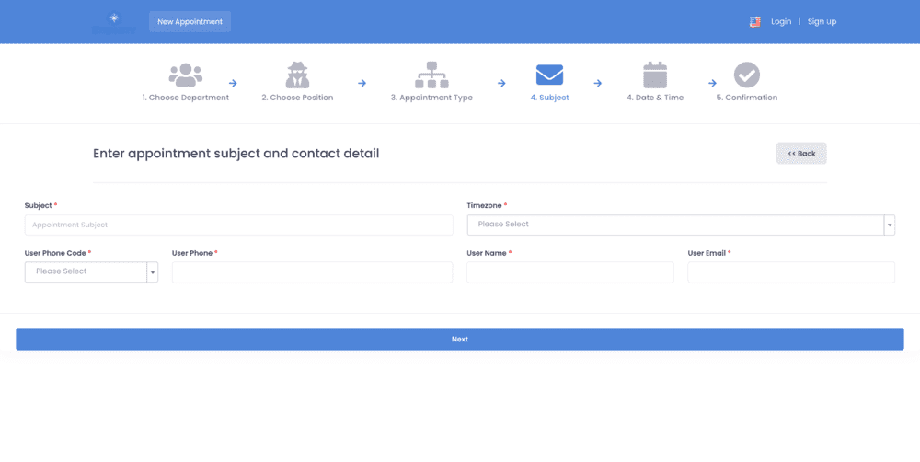 New Appointment
Login | Sign up
1. Choose Department
2. Choose Position
3. Appointment Type
4. Subject
4. Date & Time
5. Confirmation
Enter appointment subject and contact detail
<< Back
Subject *
Timezone *
Appointment Subject
Please Select
User Phone Code *
User Phone *
User Name *
User Email *
Please Select
Next